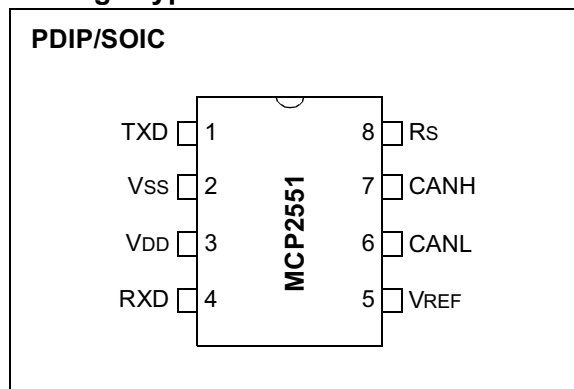 PDIP/SOIC
TXD 1 8 RS
VSS 2 7 CANH
VDD 3 6 CANL
RXD 4 5 VREF
MCP2551